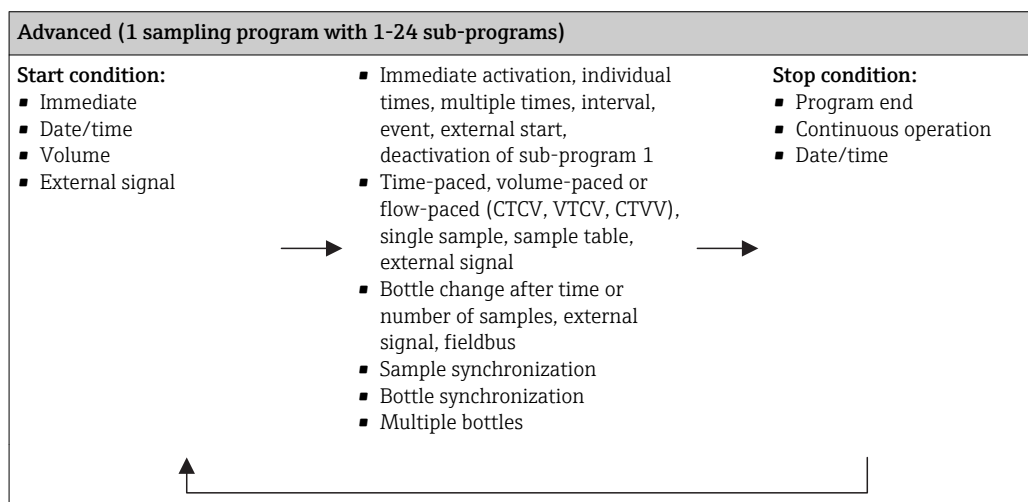 Advanced (1 sampling program with 1-24 sub-programs)
Start condition:
▪ Immediate
▪ Date/time
▪ Volume
▪ External signal
▪ Immediate activation, individual
times, multiple times, interval,
event, external start,
deactivation of sub-program 1
▪ Time-paced, volume-paced or
flow-paced (CTCV, VTCV, CTVV),
single sample, sample table,
external signal
▪ Bottle change after time or
number of samples, external
signal, fieldbus
▪ Sample synchronization
▪ Bottle synchronization
▪ Multiple bottles
Stop condition:
▪ Program end
▪ Continuous operation
▪ Date/time